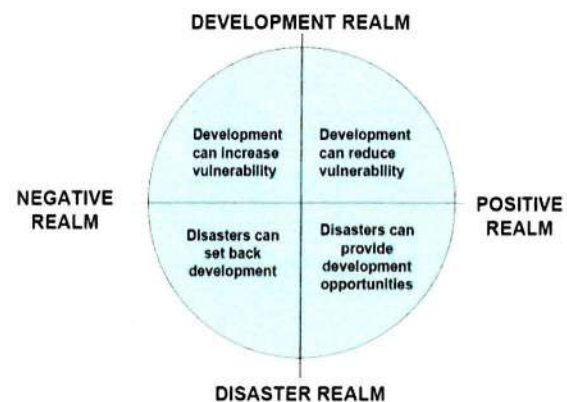 DEVELOPMENT REALM
Development
can increase
vulnerability
Development
can reduce
vulnerability
NEGATIVE
REALM
POSITIVE
REALM
Disasters can
set back
development
Disasters can
provide
development
opportunities
DISASTER REALM